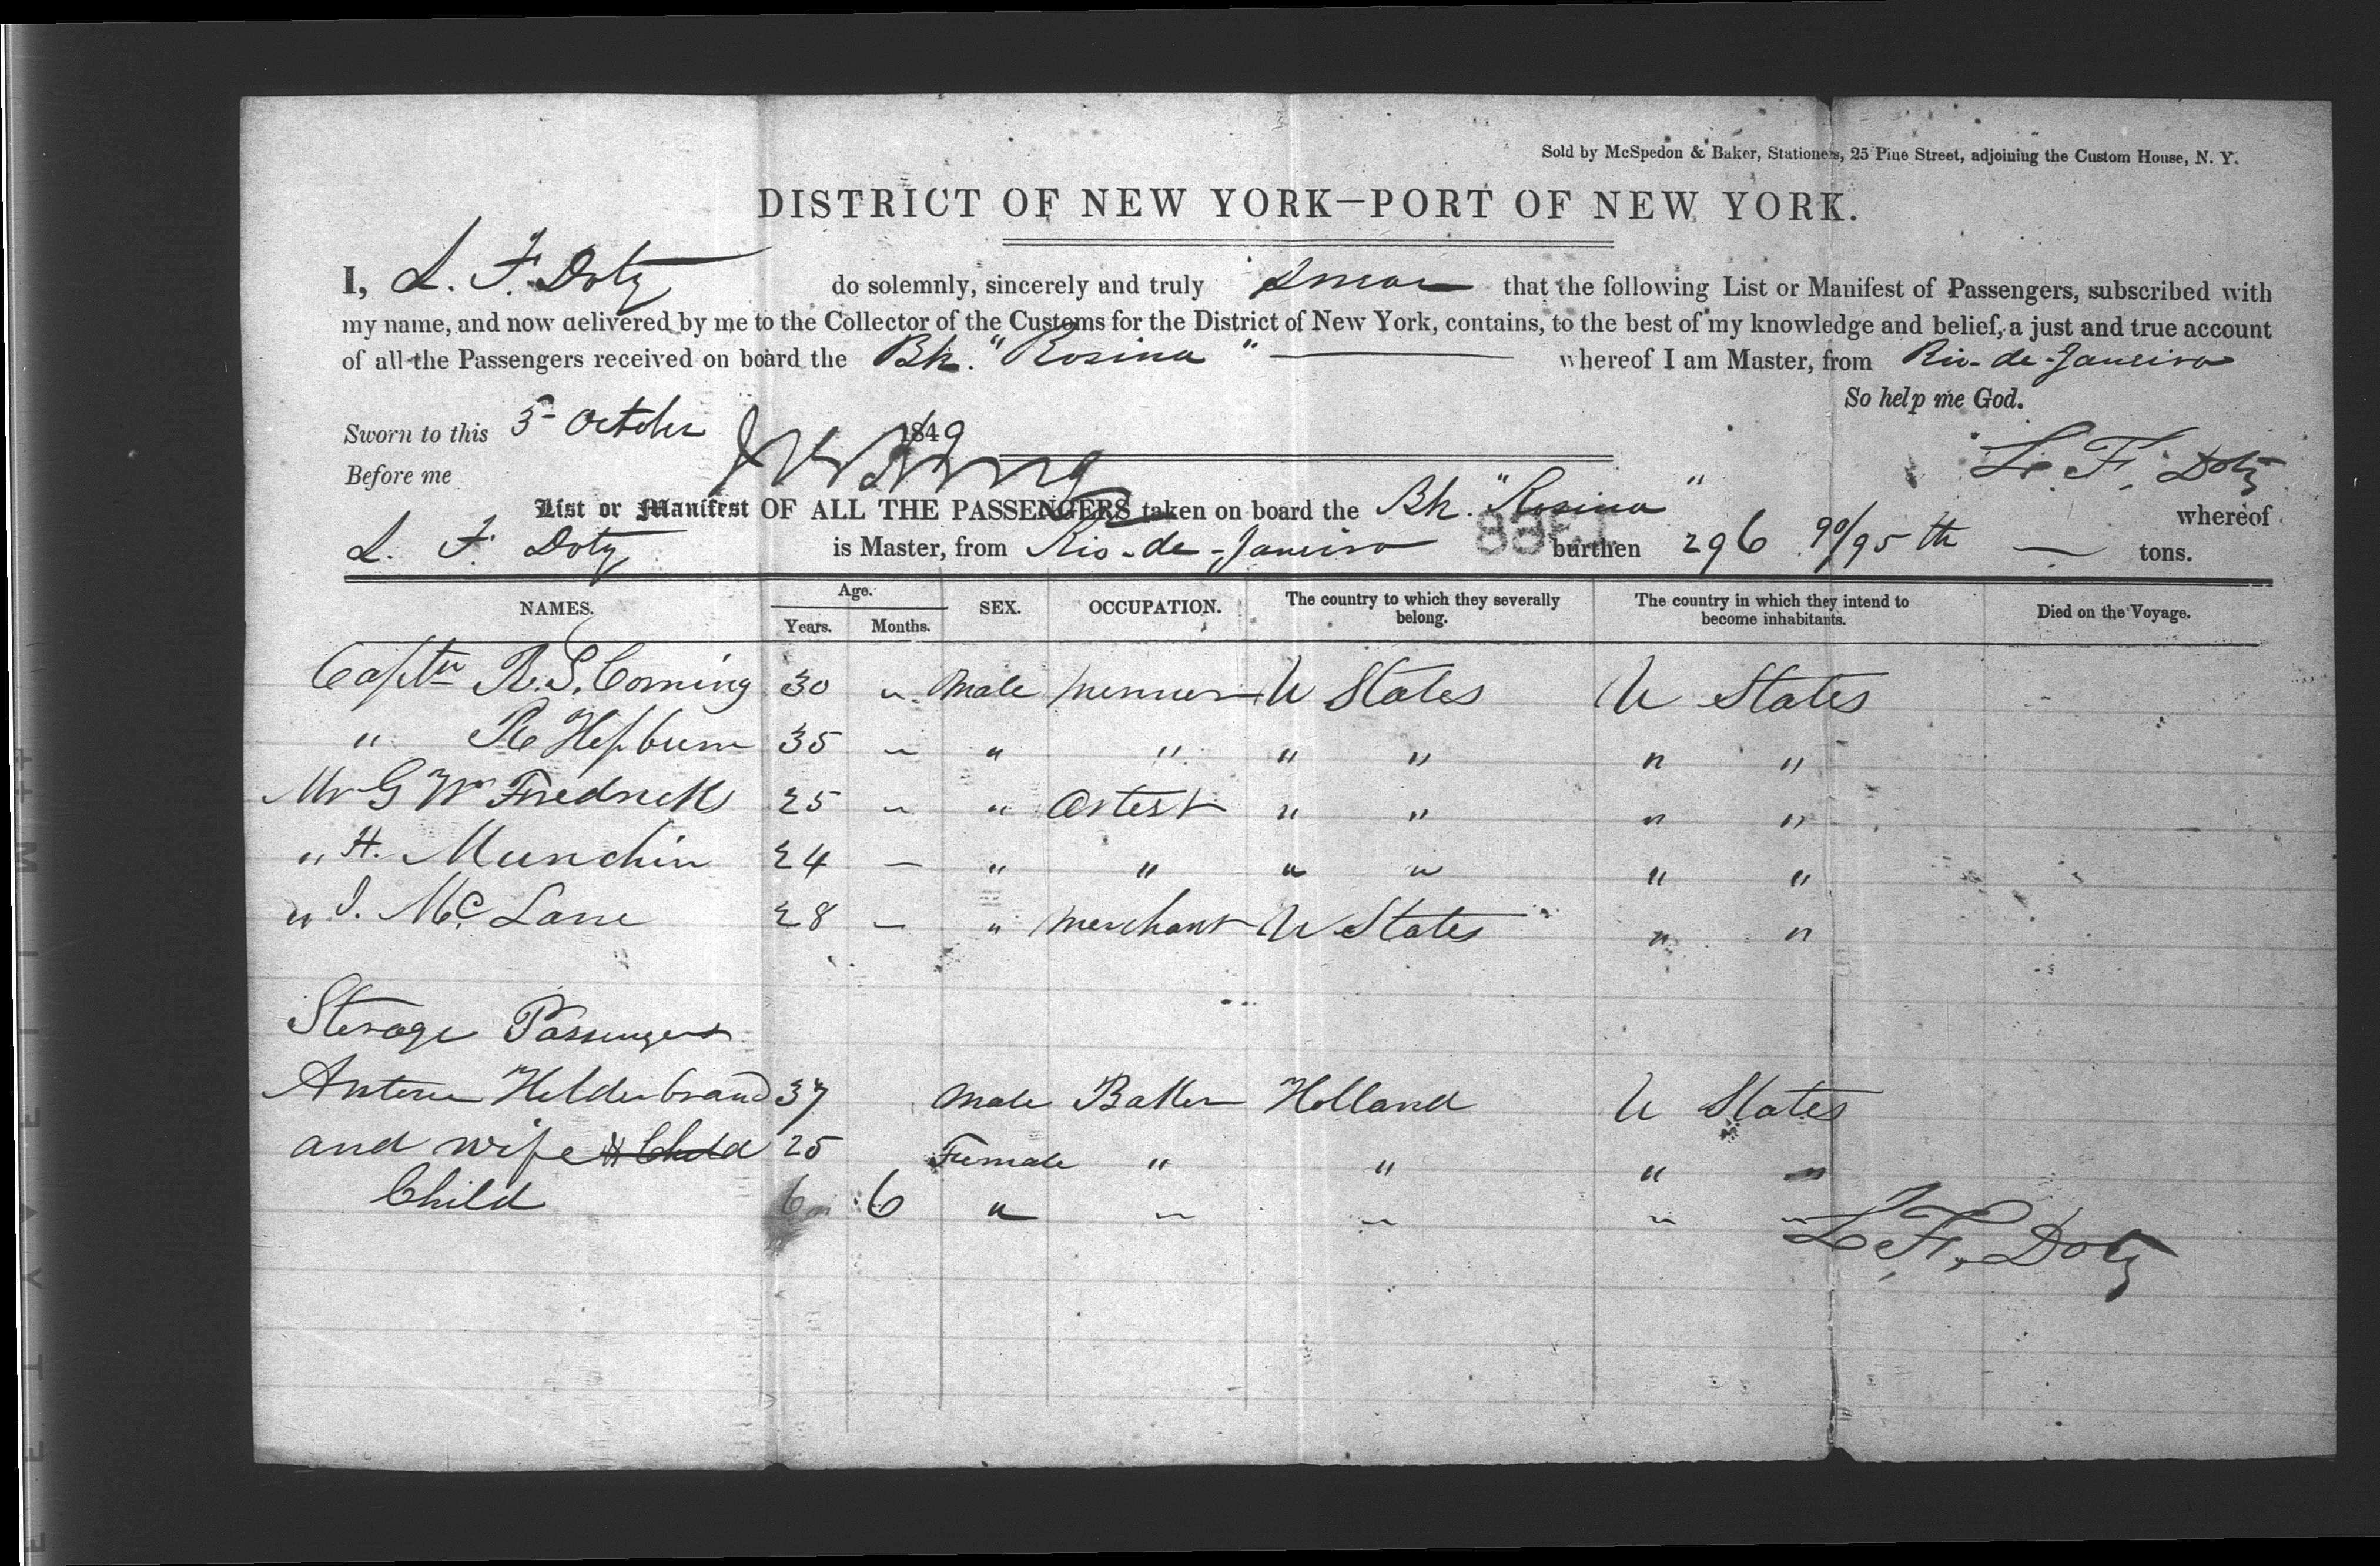 Sold by McSpedon & Baker, Stationers, 25 Pine Street, adjoining the Custom House, N. Y.
DISTRICT OF NEW YORK—PORT OF NEW YORK.
I, L. F. Doty do solemnly, sincerely and truly swear that the following List or Manifest of Passengers, subscribed with
my name, and now delivered by me to the Collector of the Customs for the District of New York, contains, to the best of my knowledge and belief, a just and true account
of all the Passengers received on board the Bk. "Rosina" whereof I am Master, from Rio-de-Janeiro
So help me God.
Sworn to this 5 October 1849
L. F. Doty
Before me
List or Manifest OF ALL THE PASSENGERS taken on board the Bk. "Rosina" whereof
L. F. Doty is Master, from Rio-de-Janeiro burthen 296 90/95 th — tons.
NAMES. Age. Years. Months. SEX. OCCUPATION. The country to which they severally belong. The country in which they intend to become inhabitants. Died on the Voyage.
Captn R. S. Corning 30 " Male U States U States
" R Hepburn 35 " " " " " " "
Mr G W Fredrick 25 " " Artest " " " "
" H. Munchin 24 — " " " " " "
" J. McLane 28 — " Merchant U States " "
Sterage Passengers
Helderbrand 37 Male Baker Holland U States
and wife 25 Female " " " "
Child 6 " " " " "
L. F. Doty